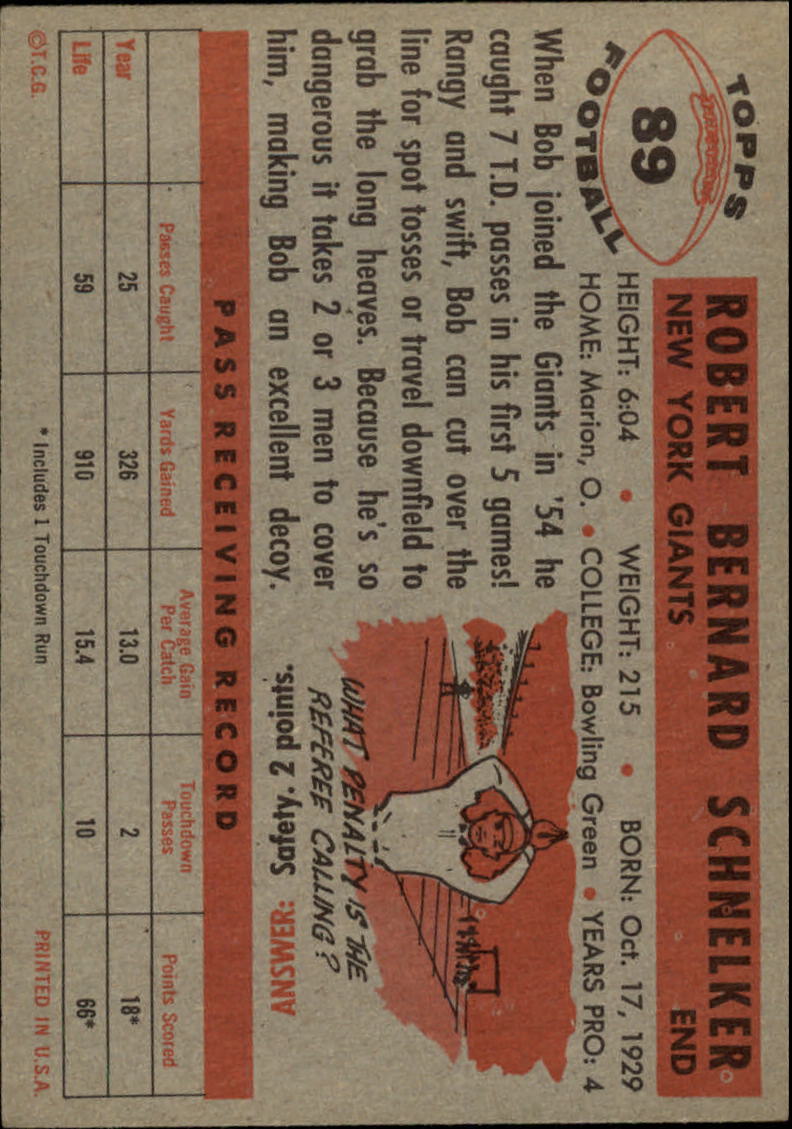 TOPPS
89
FOOTBALL
ROBERT BERNARD SCHNELKER
NEW YORK GIANTS END
HEIGHT: 6:04 • WEIGHT: 215 • BORN: Oct. 17, 1929
HOME: Marion, O. • COLLEGE: Bowling Green • YEARS PRO: 4
When Bob joined the Giants in '54 he
caught 7 T.D. passes in his first 5 games!
Rangy and swift, Bob can cut over the
line for spot tosses or travel downfield to
grab the long heaves. Because he's so
dangerous it takes 2 or 3 men to cover
him, making Bob an excellent decoy.
WHAT PENALTY IS THE
REFEREE CALLING?
ANSWER: Safety. 2 points.
PASS RECEIVING RECORD
Passes Caught Yards Gained Average Gain Per Catch Touchdown Passes Points Scored
Year 25 326 13.0 2 18*
Life 59 910 15.4 10 66*
©T.C.G. * Includes 1 Touchdown Run PRINTED IN U.S.A.